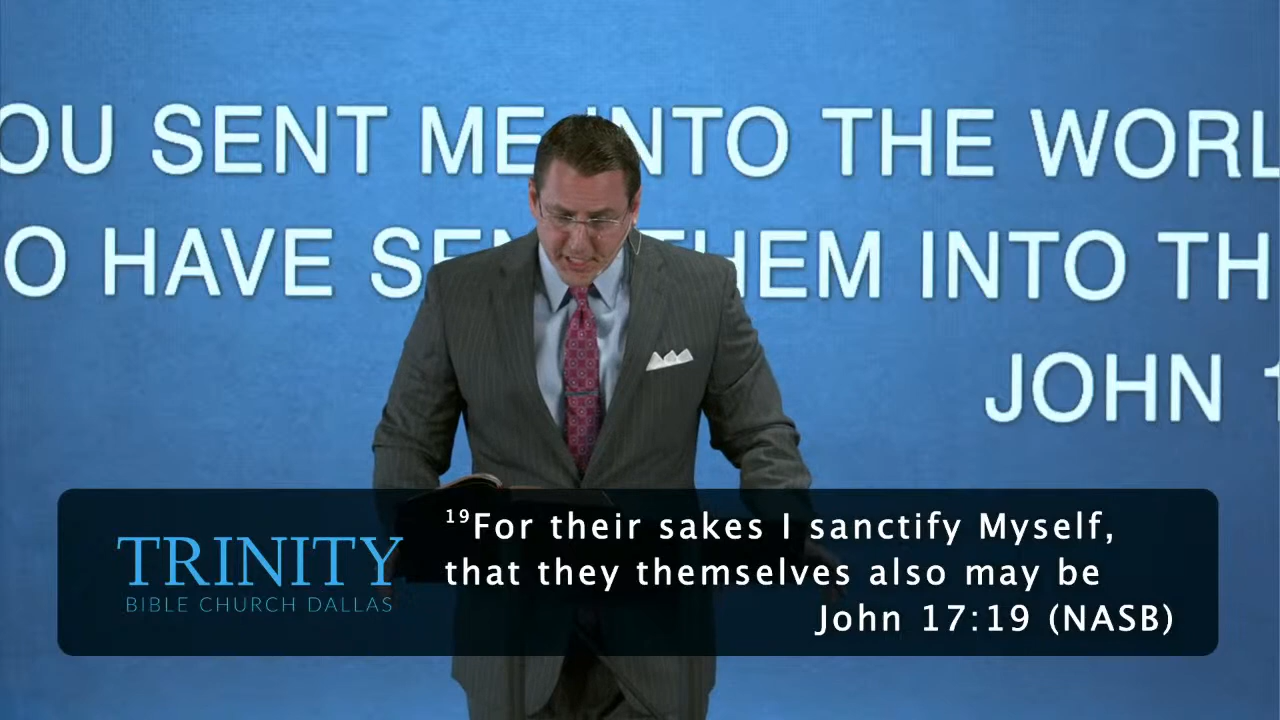 OU SENT ME INTO THE WORL
O HAVE SENT THEM INTO TH
JOHN 1
TRINITY
BIBLE CHURCH DALLAS
¹⁹For their sakes I sanctify Myself,
that they themselves also may be
John 17:19 (NASB)